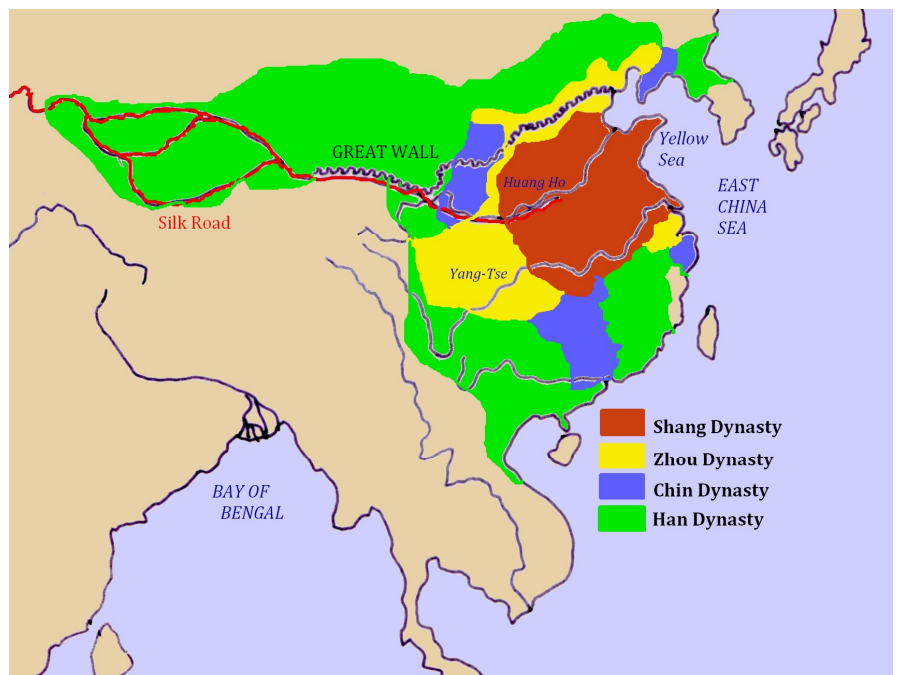 GREAT WALL
Yellow
Sea
Huang Ho
EAST
CHINA
SEA
Silk Road
Yang-Tse
Shang Dynasty
Zhou Dynasty
Chin Dynasty
Han Dynasty
BAY OF
BENGAL